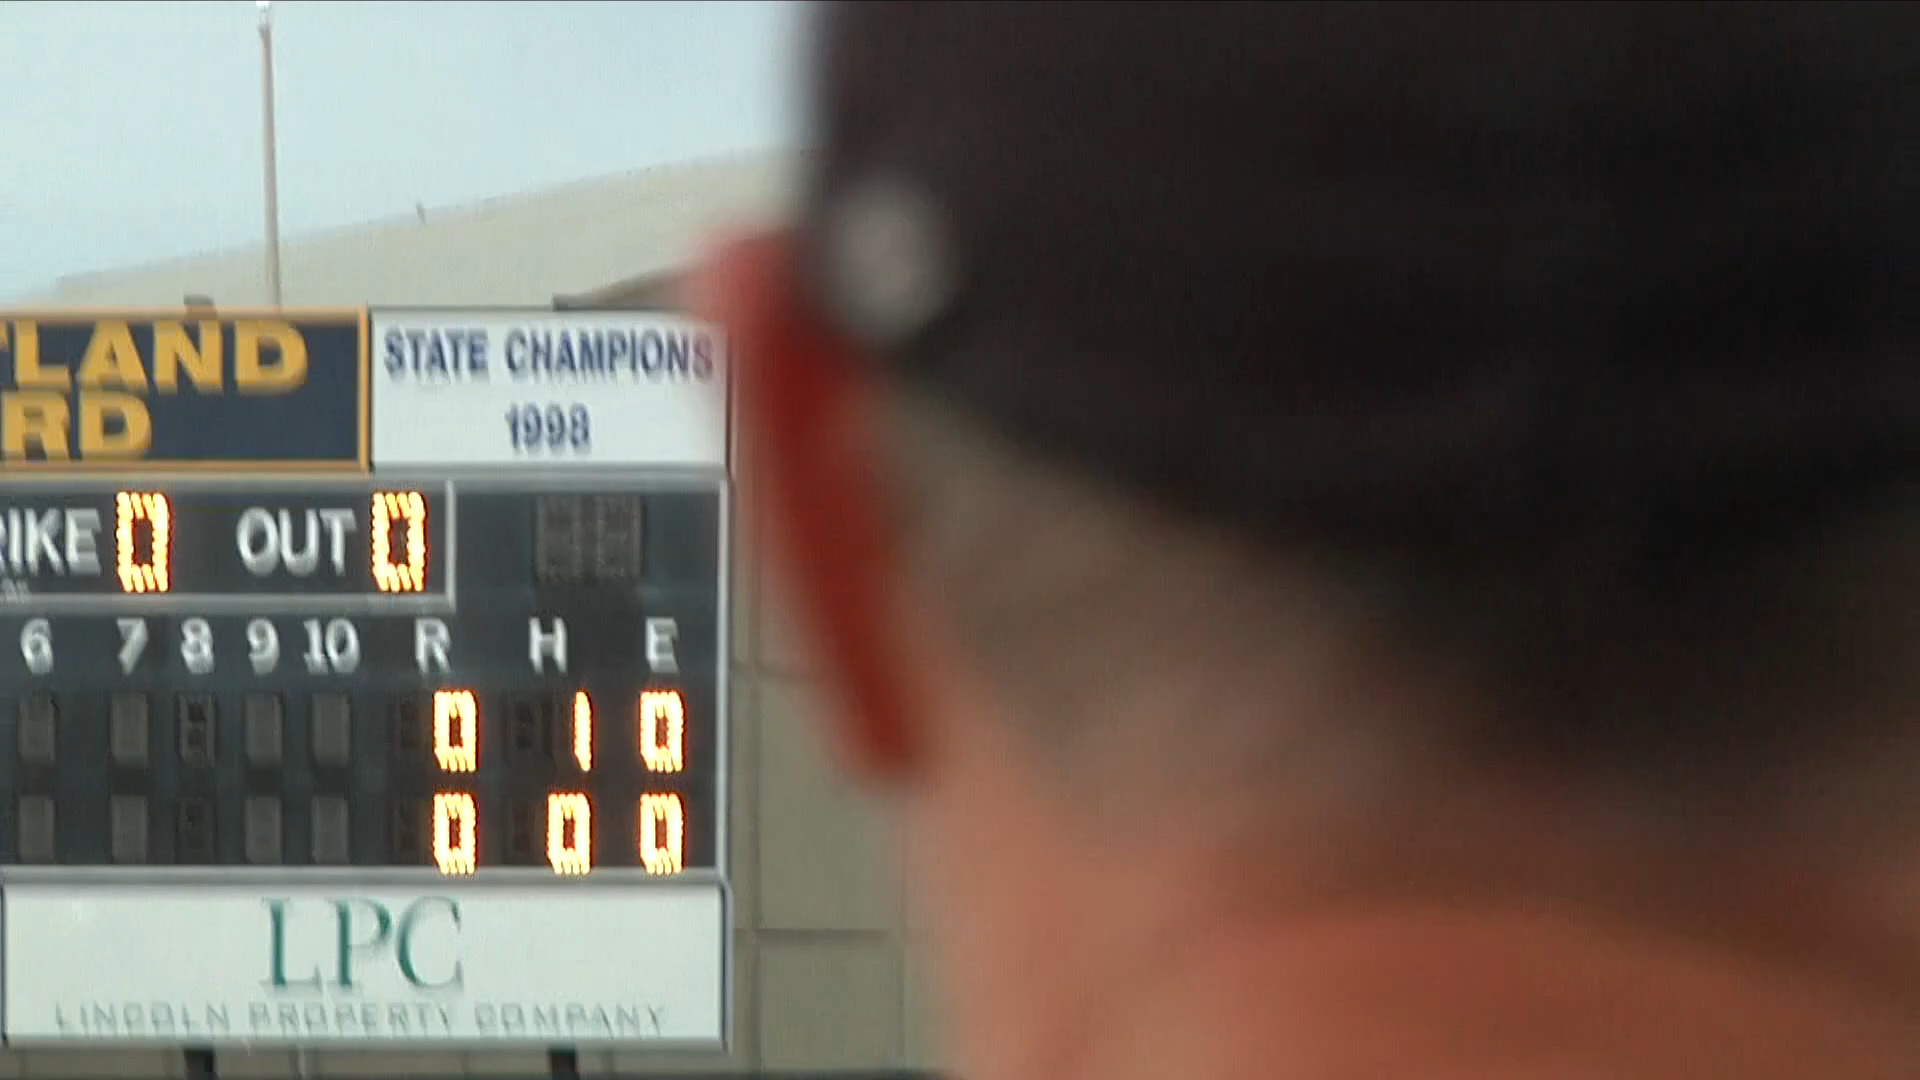 TLAND
RD
STATE CHAMPIONS
1998
RIKE 0 OUT 0
6 7 8 9 10 R H E
0 1 0
0 0 0
LPC
LINCOLN PROPERTY COMPANY